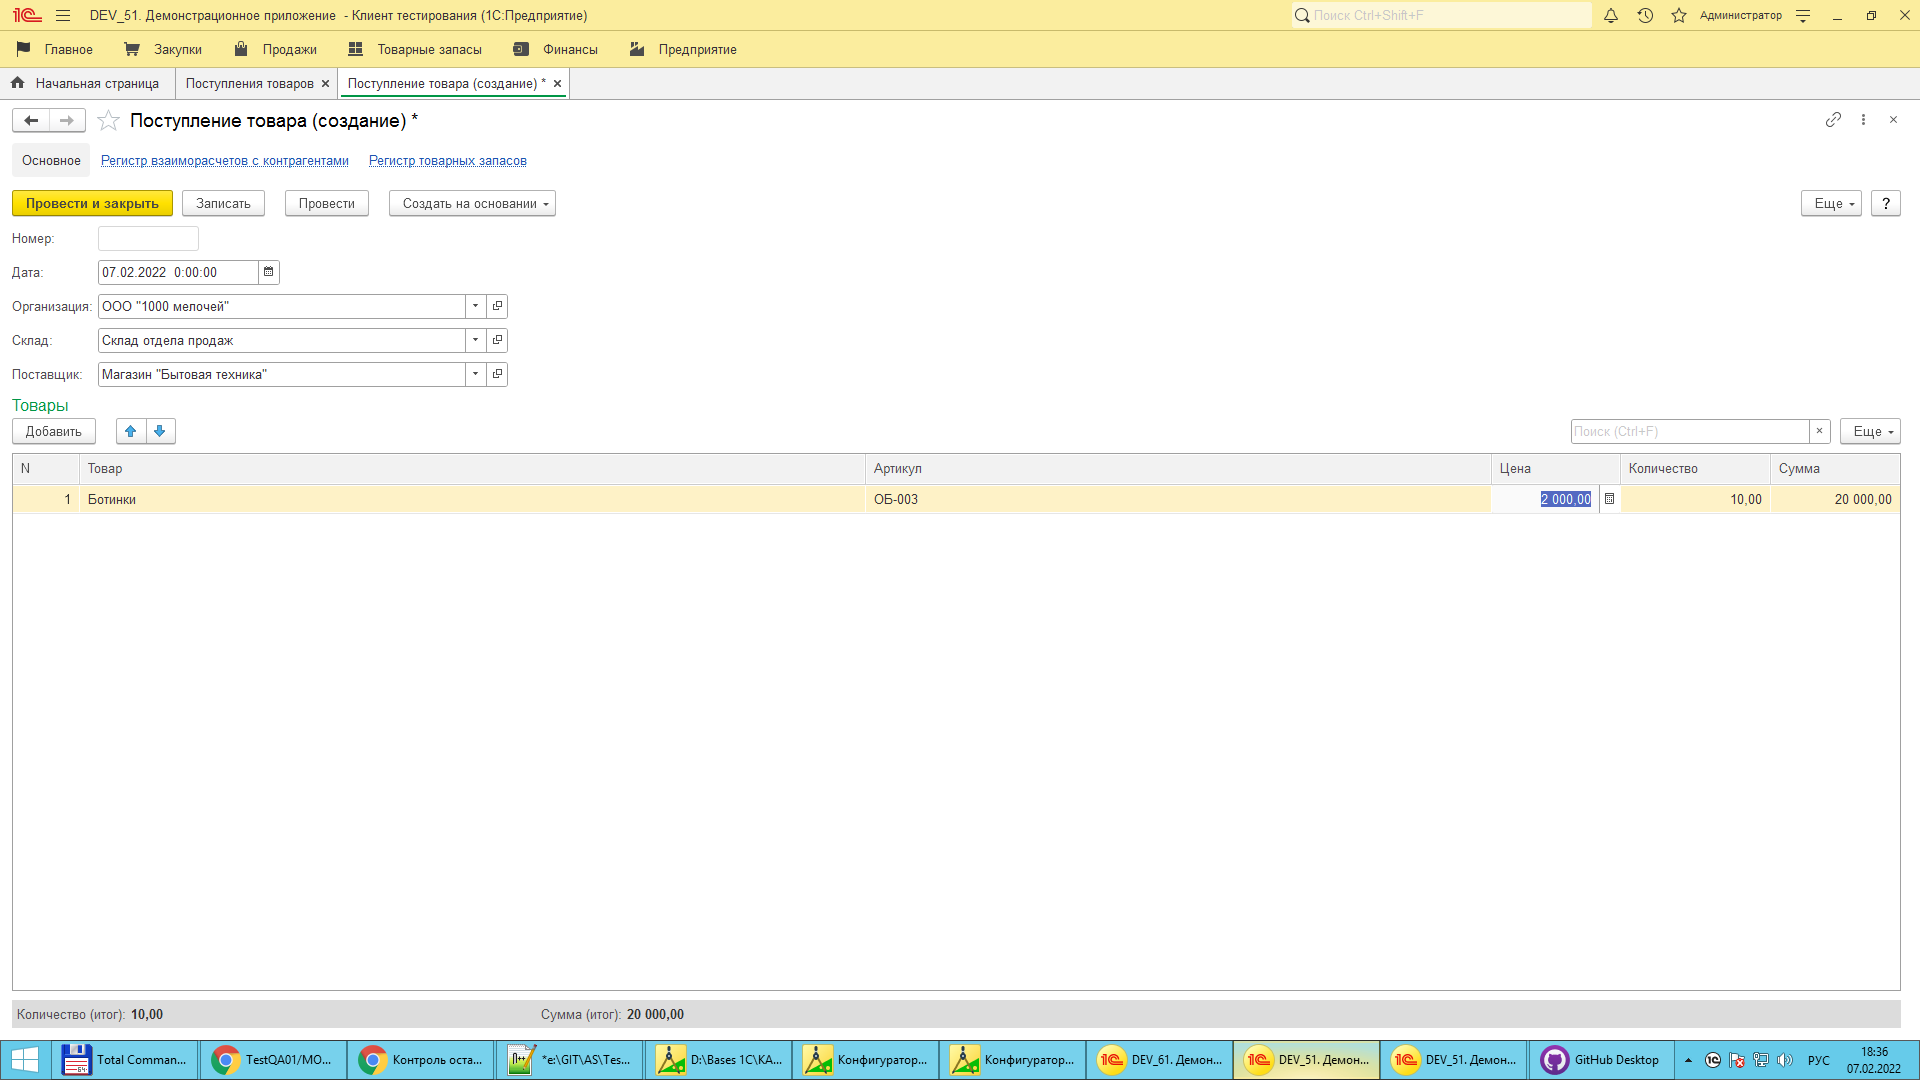 DEV_51. Демонстрационное приложение - Клиент тестирования (1С:Предприятие)
Поиск Ctrl+Shift+F
Администратор
Главное Закупки Продажи Товарные запасы Финансы Предприятие
Начальная страница Поступления товаров Поступление товара (создание) *
Поступление товара (создание) *
Основное Регистр взаиморасчетов с контрагентами Регистр товарных запасов
Провести и закрыть Записать Провести Создать на основании Еще ?
Номер:
Дата: 07.02.2022 0:00:00
Организация: ООО "1000 мелочей"
Склад: Склад отдела продаж
Поставщик: Магазин "Бытовая техника"
Товары
Добавить Поиск (Ctrl+F) Еще
N Товар Артикул Цена Количество Сумма
1 Ботинки ОБ-003 2 000,00 10,00 20 000,00
Количество (итог): 10,00 Сумма (итог): 20 000,00
Total Comman... TestQA01/MO... Контроль оста... *e:\GIT\AS\Tes... D:\Bases 1C\KA... Конфигуратор... Конфигуратор... DEV_61. Демон... DEV_51. Демон... DEV_51. Демон... GitHub Desktop РУС 18:36
07.02.2022